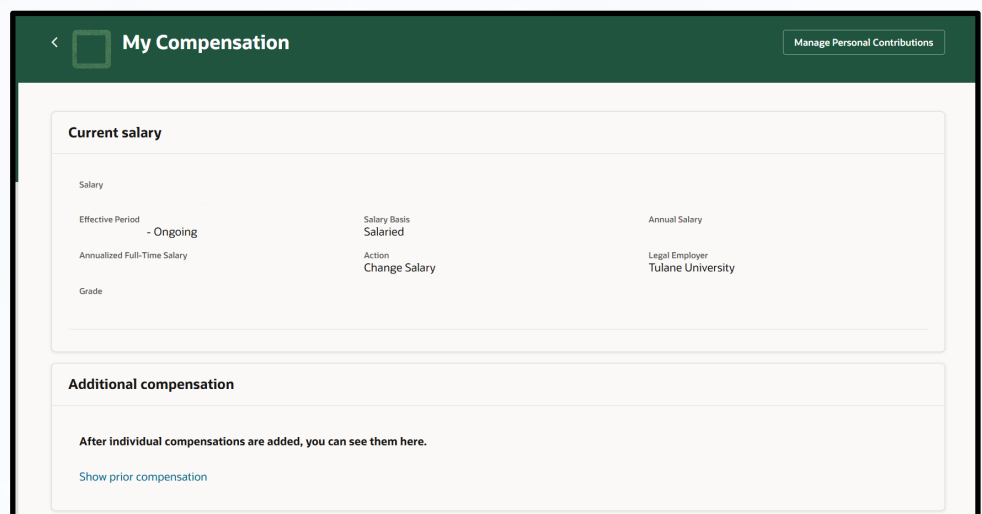 My Compensation
Manage Personal Contributions
Current salary
Salary
Effective Period
- Ongoing
Salary Basis
Salaried
Annual Salary
Annualized Full-Time Salary
Action
Change Salary
Legal Employer
Tulane University
Grade
Additional compensation
After individual compensations are added, you can see them here.
Show prior compensation